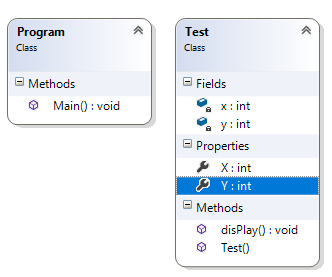 Program
Class
Methods
Main() : void
Test
Class
Fields
x : int
y : int
Properties
X : int
Y : int
Methods
disPlay() : void
Test()